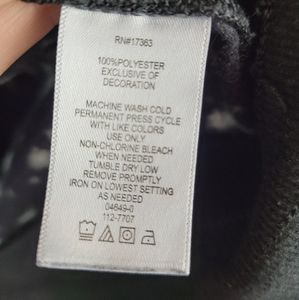 RN#17363
100%POLYESTER
EXCLUSIVE OF
DECORATION
MACHINE WASH COLD
PERMANENT PRESS CYCLE
WITH LIKE COLORS
USE ONLY
NON-CHLORINE BLEACH
WHEN NEEDED
TUMBLE DRY LOW
REMOVE PROMPTLY
IRON ON LOWEST SETTING
AS NEEDED
04649-0
112-7707